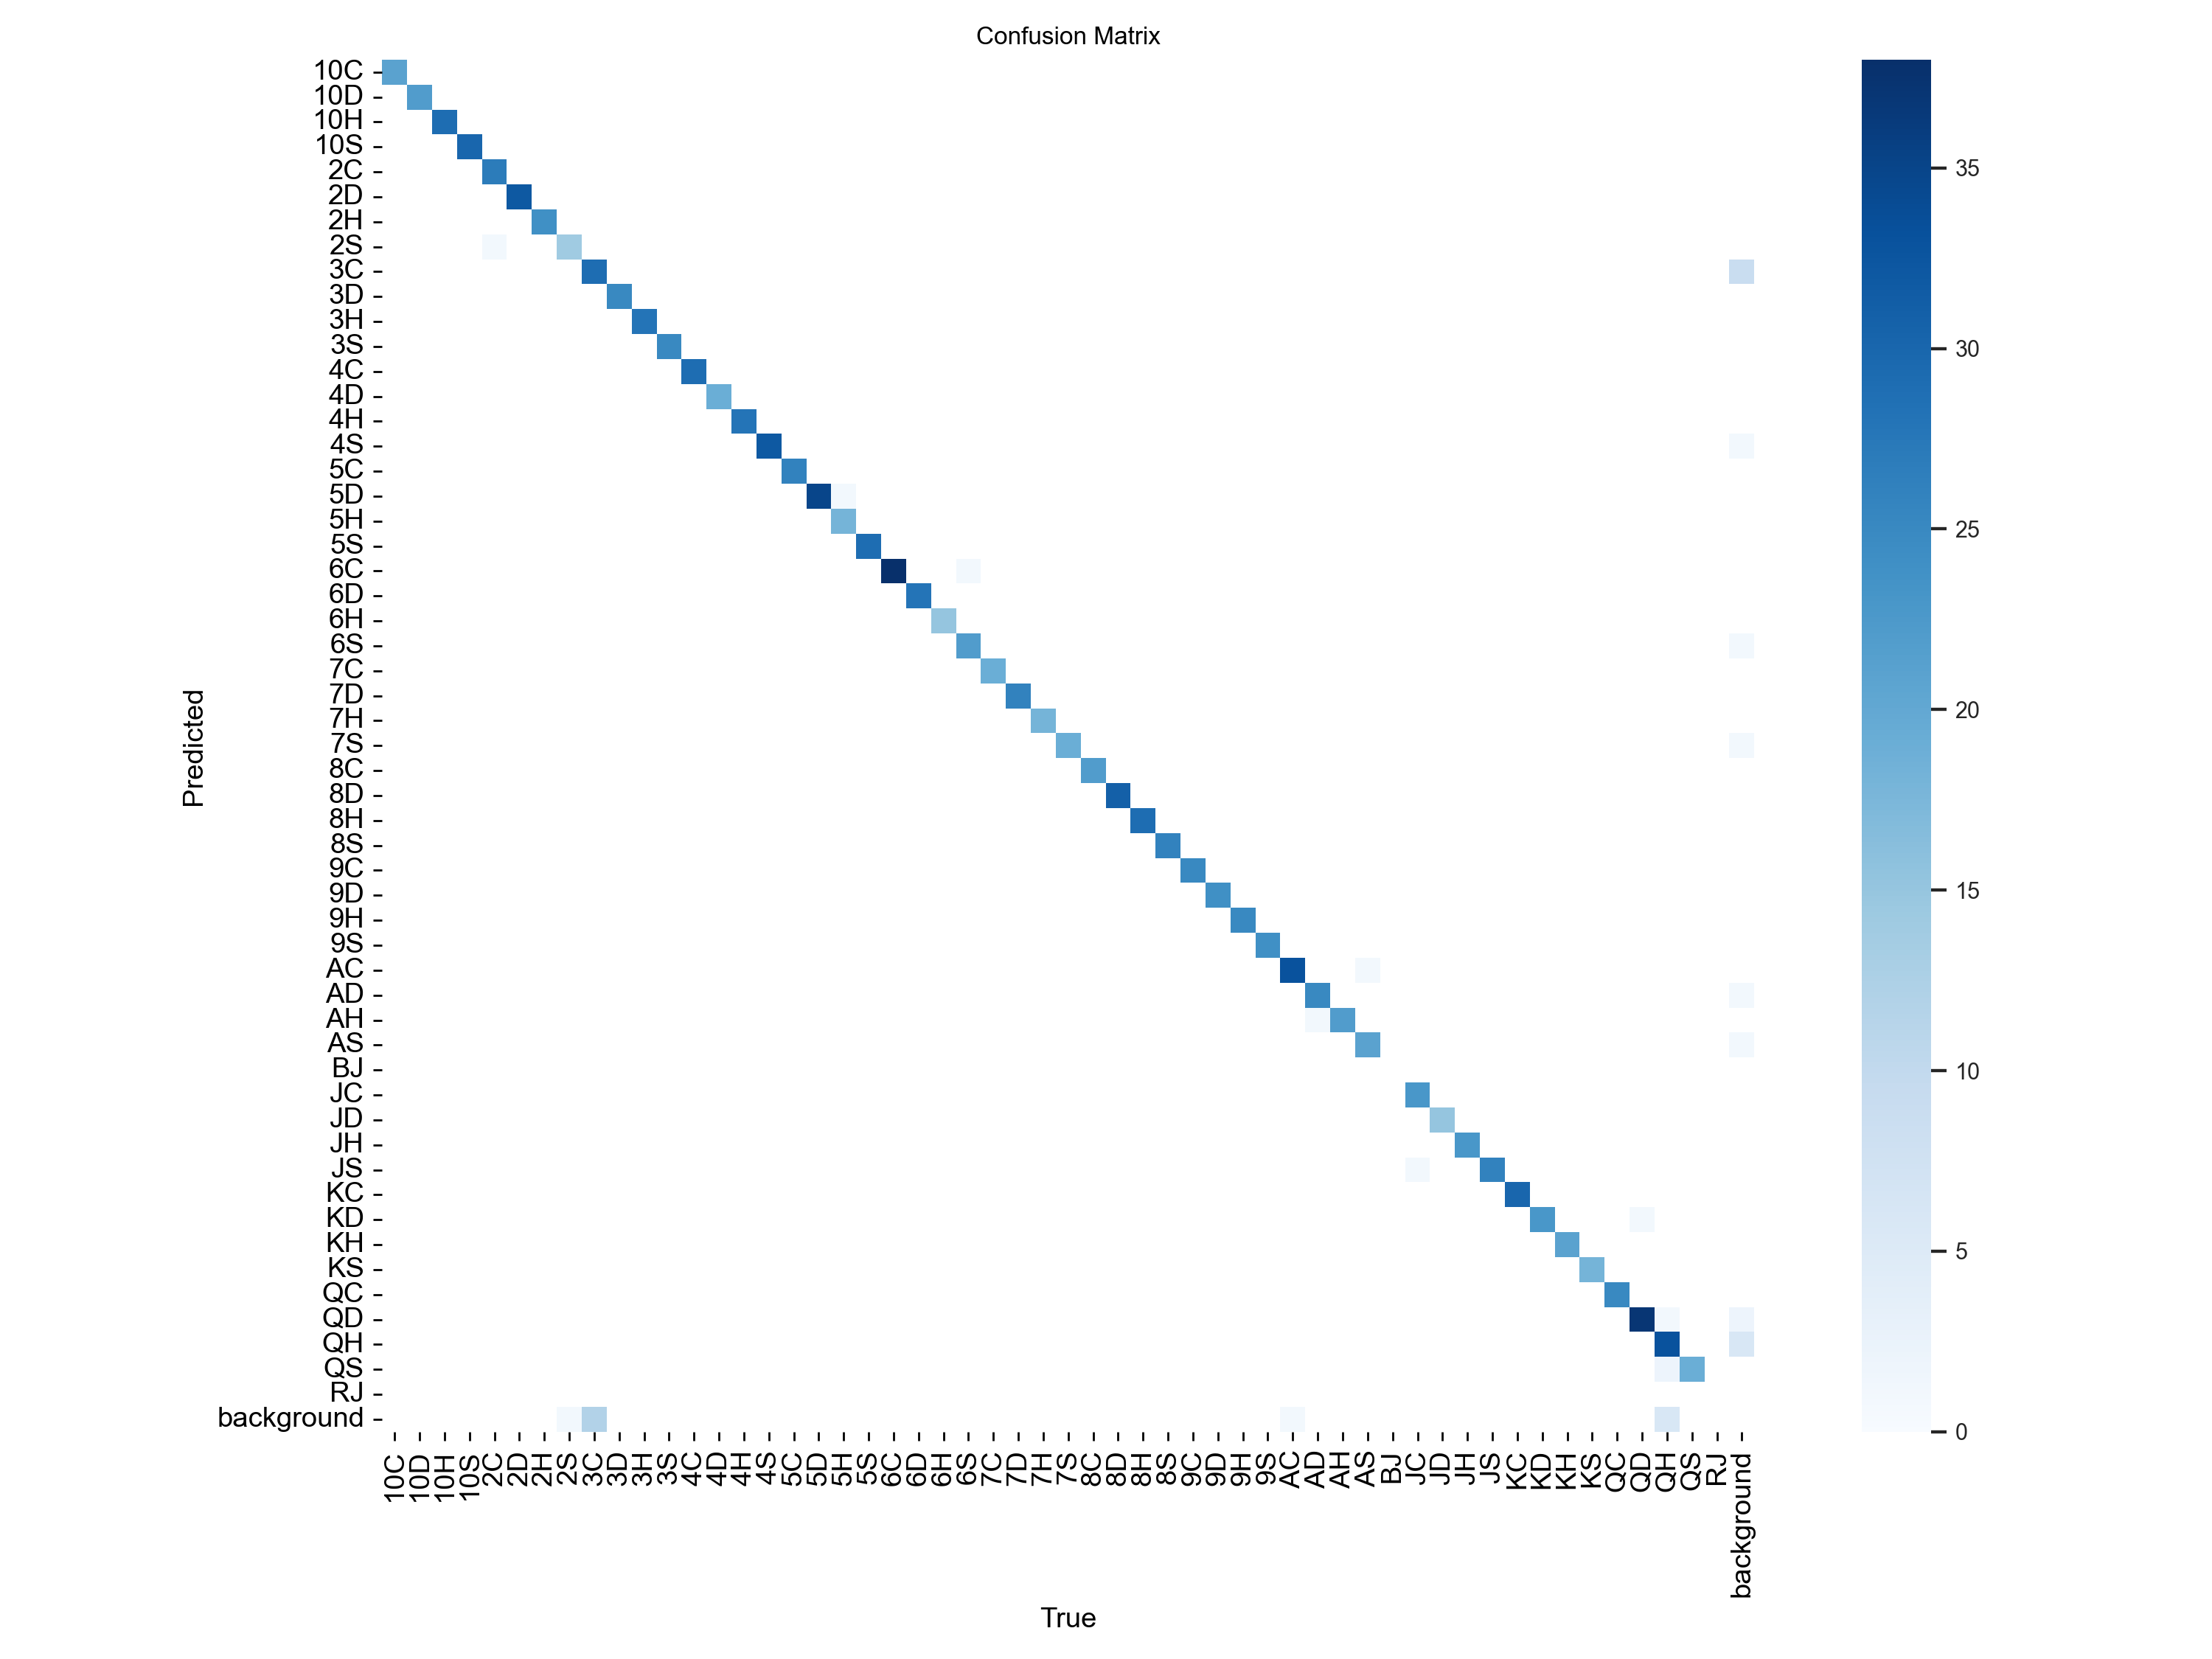 Confusion Matrix
10C
10D
10H
10S
2C
2D
2H
2S
3C
3D
3H
3S
4C
4D
4H
4S
5C
5D
5H
5S
6C
6D
6H
6S
7C
7D
7H
7S
8C
8D
8H
8S
9C
9D
9H
9S
AC
AD
AH
AS
BJ
JC
JD
JH
JS
KC
KD
KH
KS
QC
QD
QH
QS
RJ
background
Predicted
10C 10D 10H 10S 2C 2D 2H 2S 3C 3D 3H 3S 4C 4D 4H 4S 5C 5D 5H 5S 6C 6D 6H 6S 7C 7D 7H 7S 8C 8D 8H 8S 9C 9D 9H 9S AC AD AH AS BJ JC JD JH JS KC KD KH KS QC QD QH QS RJ background
True
35
30
25
20
15
10
5
0